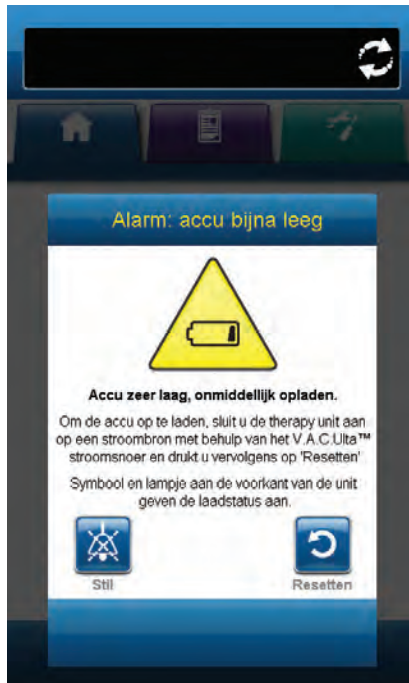 Alarm: accu bijna leeg
Accu zeer laag, onmiddellijk opladen.
Om de accu op te laden, sluit u de therapy unit aan
op een stroombron met behulp van het V.A.C.Ulta™
stroomsnoer en drukt u vervolgens op 'Resetten'
Symbool en lampje aan de voorkant van de unit
geven de laadstatus aan.
Stil
Resetten